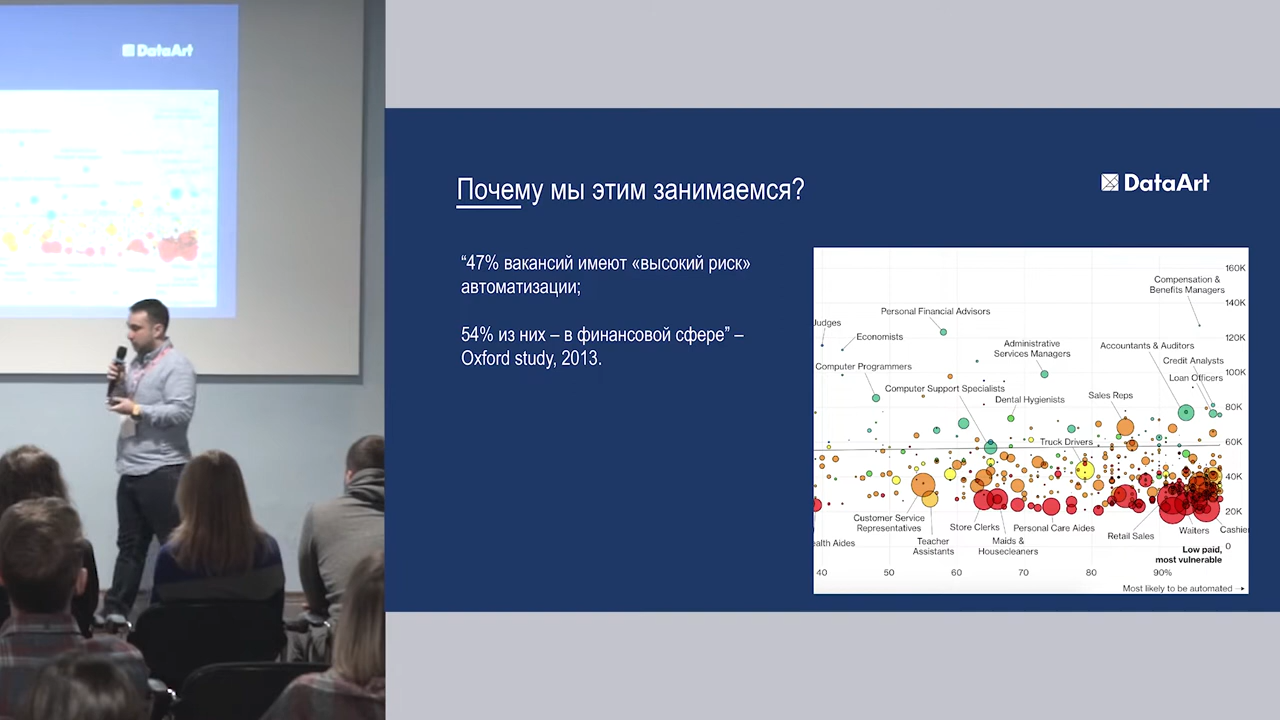 DataArt
Почему мы этим занимаемся?
DataArt
“47% вакансий имеют «высокий риск»
автоматизации;
54% из них – в финансовой сфере” –
Oxford study, 2013.
160K
Compensation &
Benefits Managers
140K
Personal Financial Advisors
Judges
Economists
120K
Administrative
Services Managers
Accountants & Auditors
Credit Analysts
Computer Programmers
100K
Loan Officers
Computer Support Specialists
Dental Hygienists
Sales Reps
80K
Truck Drivers
60K
40K
20K
Customer Service
Representatives
Store Clerks
Personal Care Aides
Retail Sales
Waiters
Cashier
ealth Aides
Teacher
Assistants
Maids &
Housecleaners
Low paid,
most vulnerable
0
40
50
60
70
80
90%
Most likely to be automated →